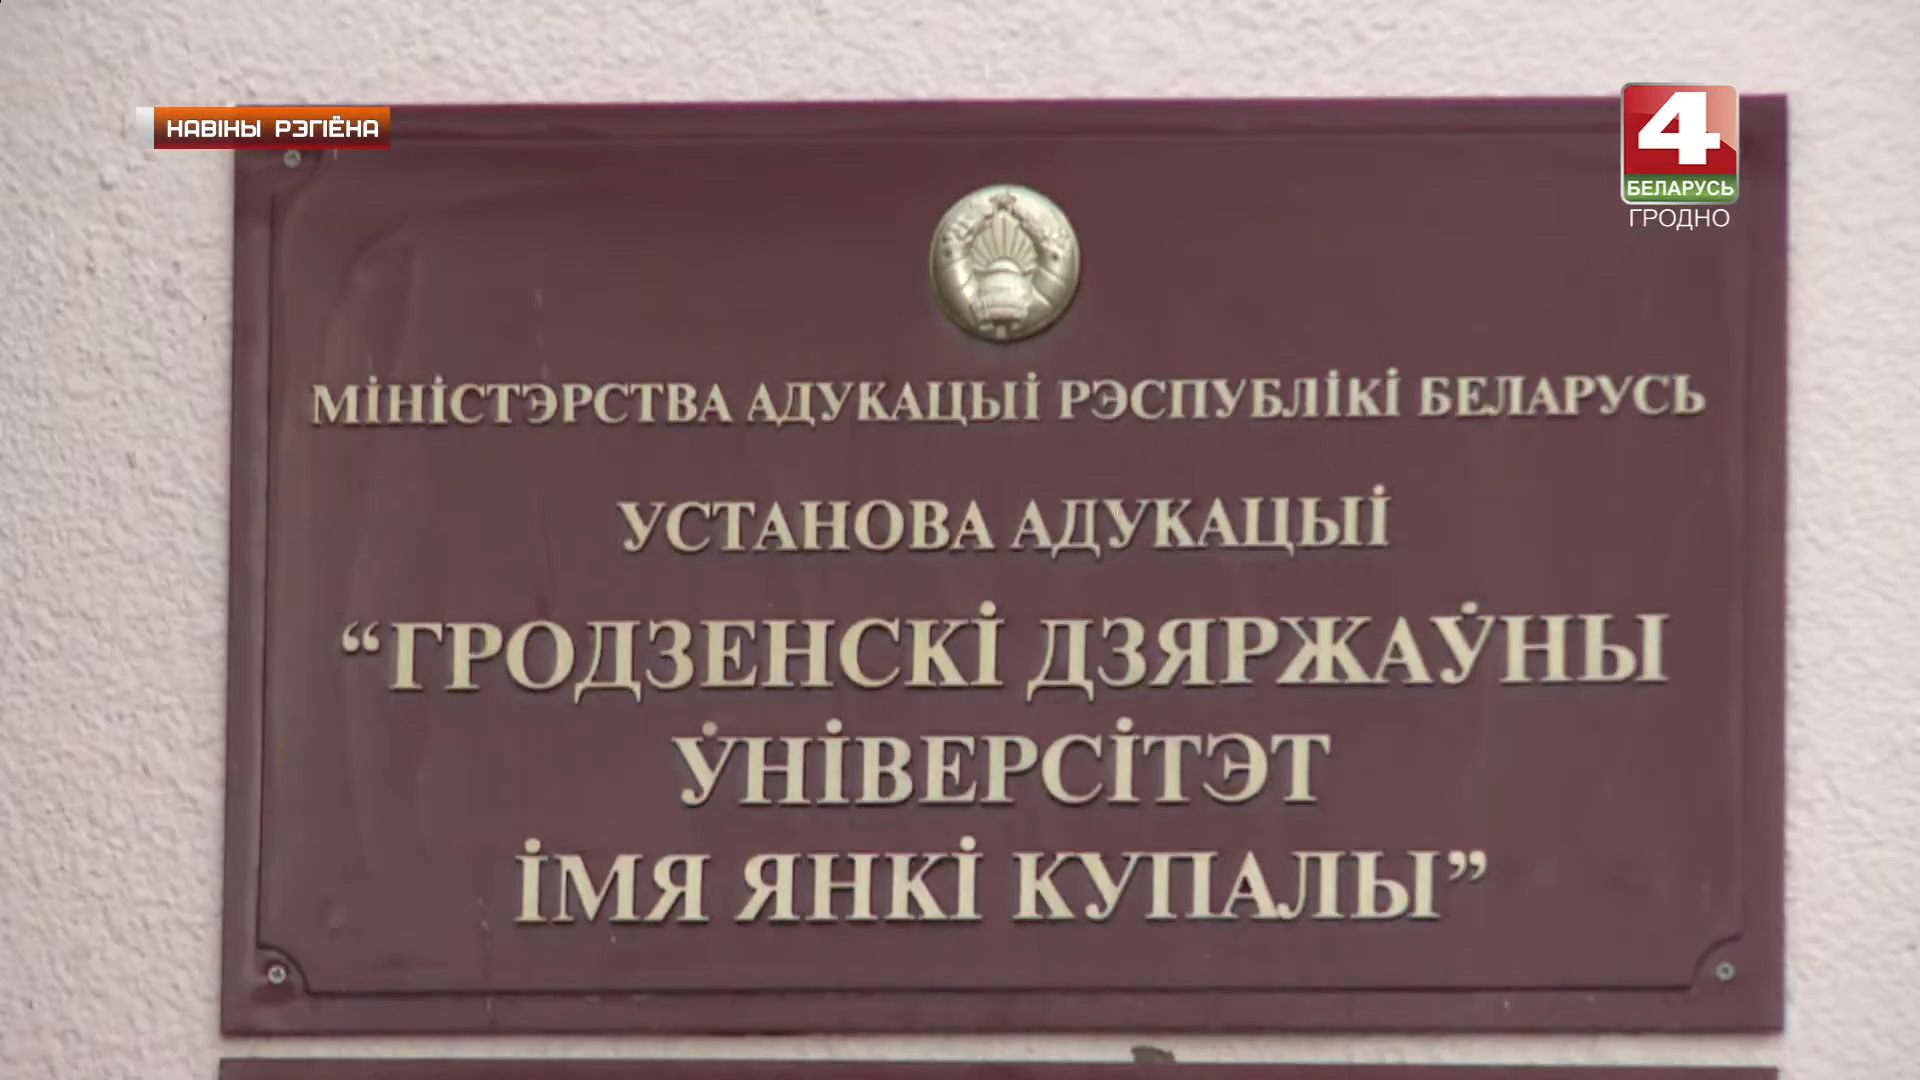 НАВІНЫ РЭГІЁНА
4
БЕЛАРУСЬ
ГРОДНО
МІНІСТЭРСТВА АДУКАЦЫІ РЭСПУБЛІКІ БЕЛАРУСЬ
УСТАНОВА АДУКАЦЫІ
“ГРОДЗЕНСКІ ДЗЯРЖАЎНЫ
ЎНІВЕРСІТЭТ
ІМЯ ЯНКІ КУПАЛЫ”